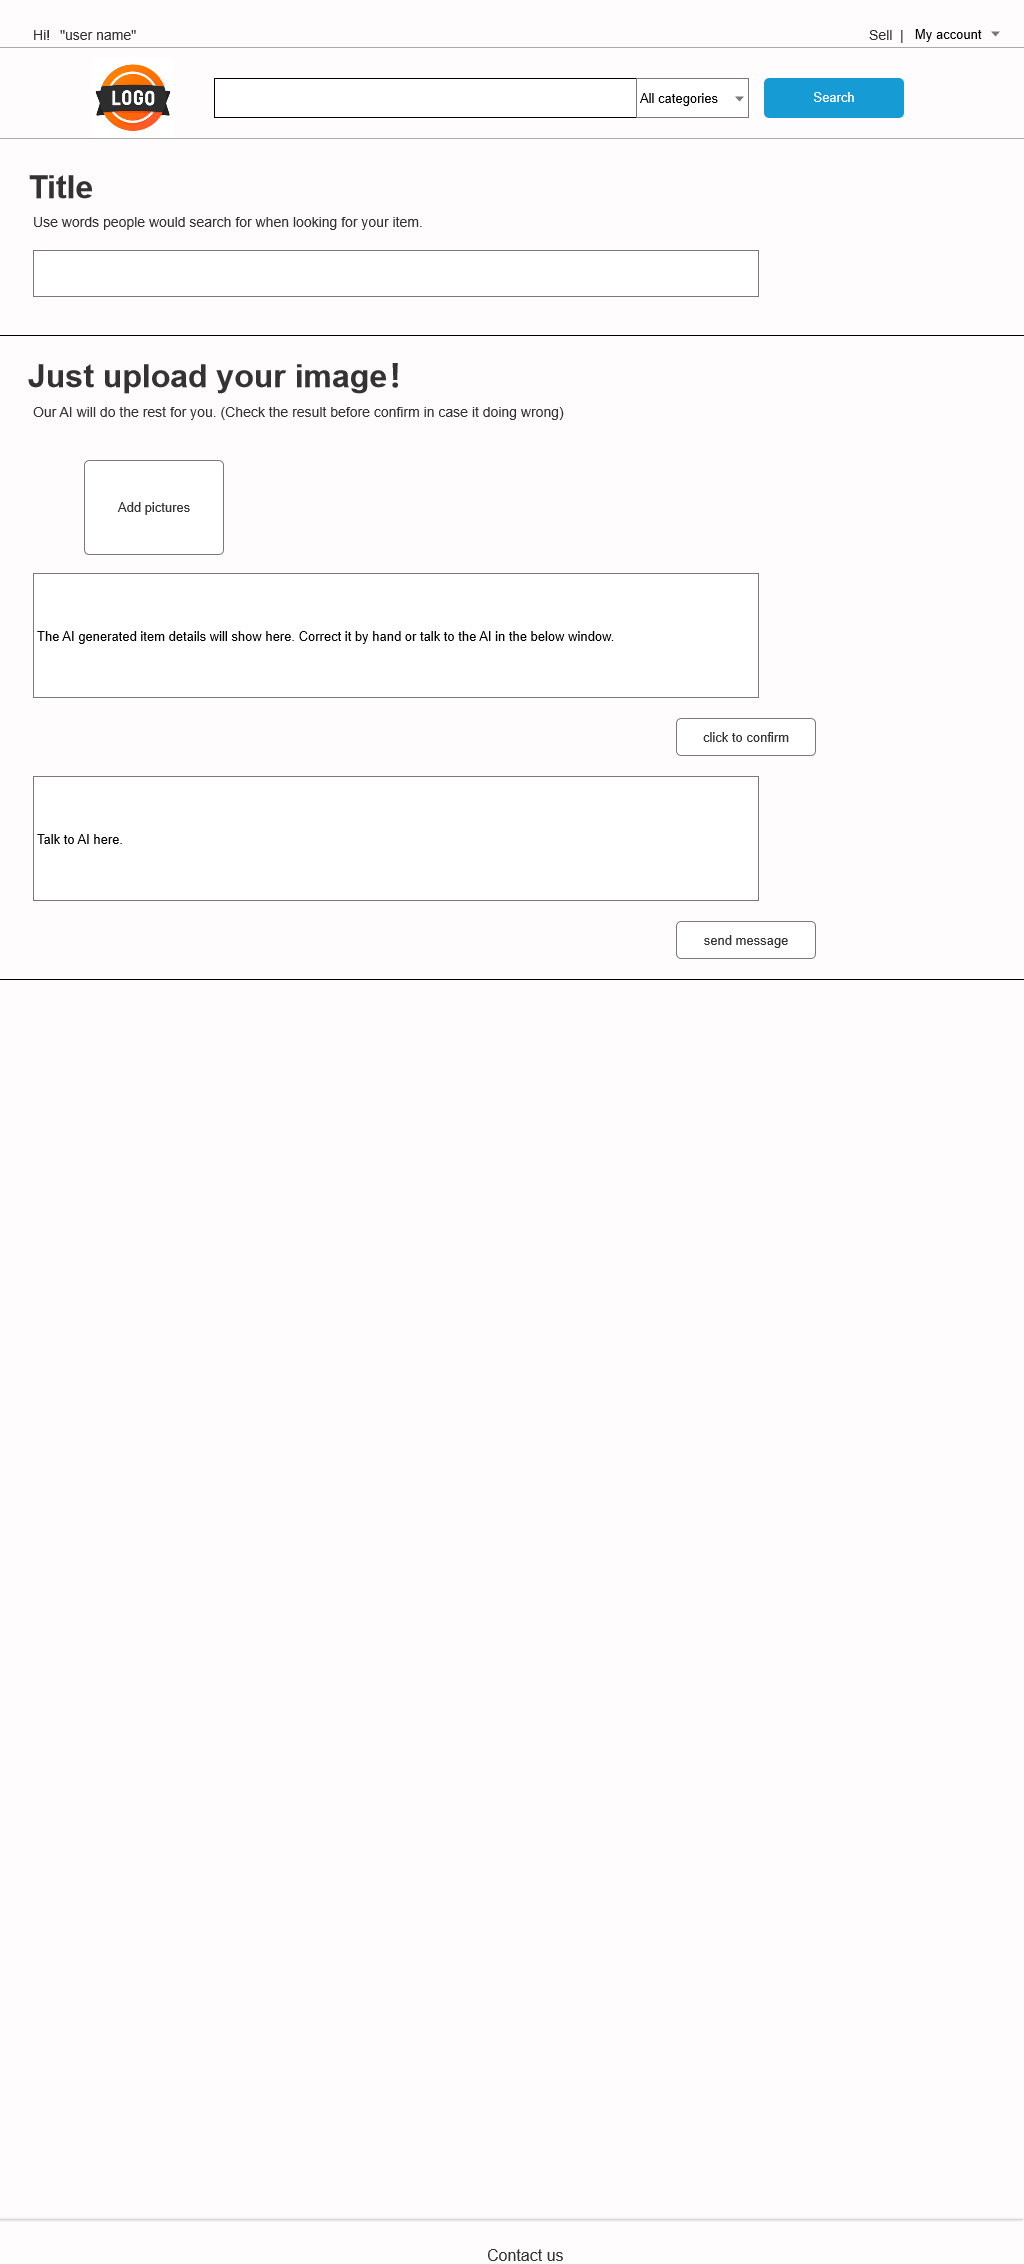 Hi!  "user name"
Sell | My account
LOGO
All categories
Search
Title
Use words people would search for when looking for your item.
Just upload your image!
Our AI will do the rest for you. (Check the result before confirm in case it doing wrong)
Add pictures
The AI generated item details will show here. Correct it by hand or talk to the AI in the below window.
click to confirm
Talk to AI here.
send message
Contact us